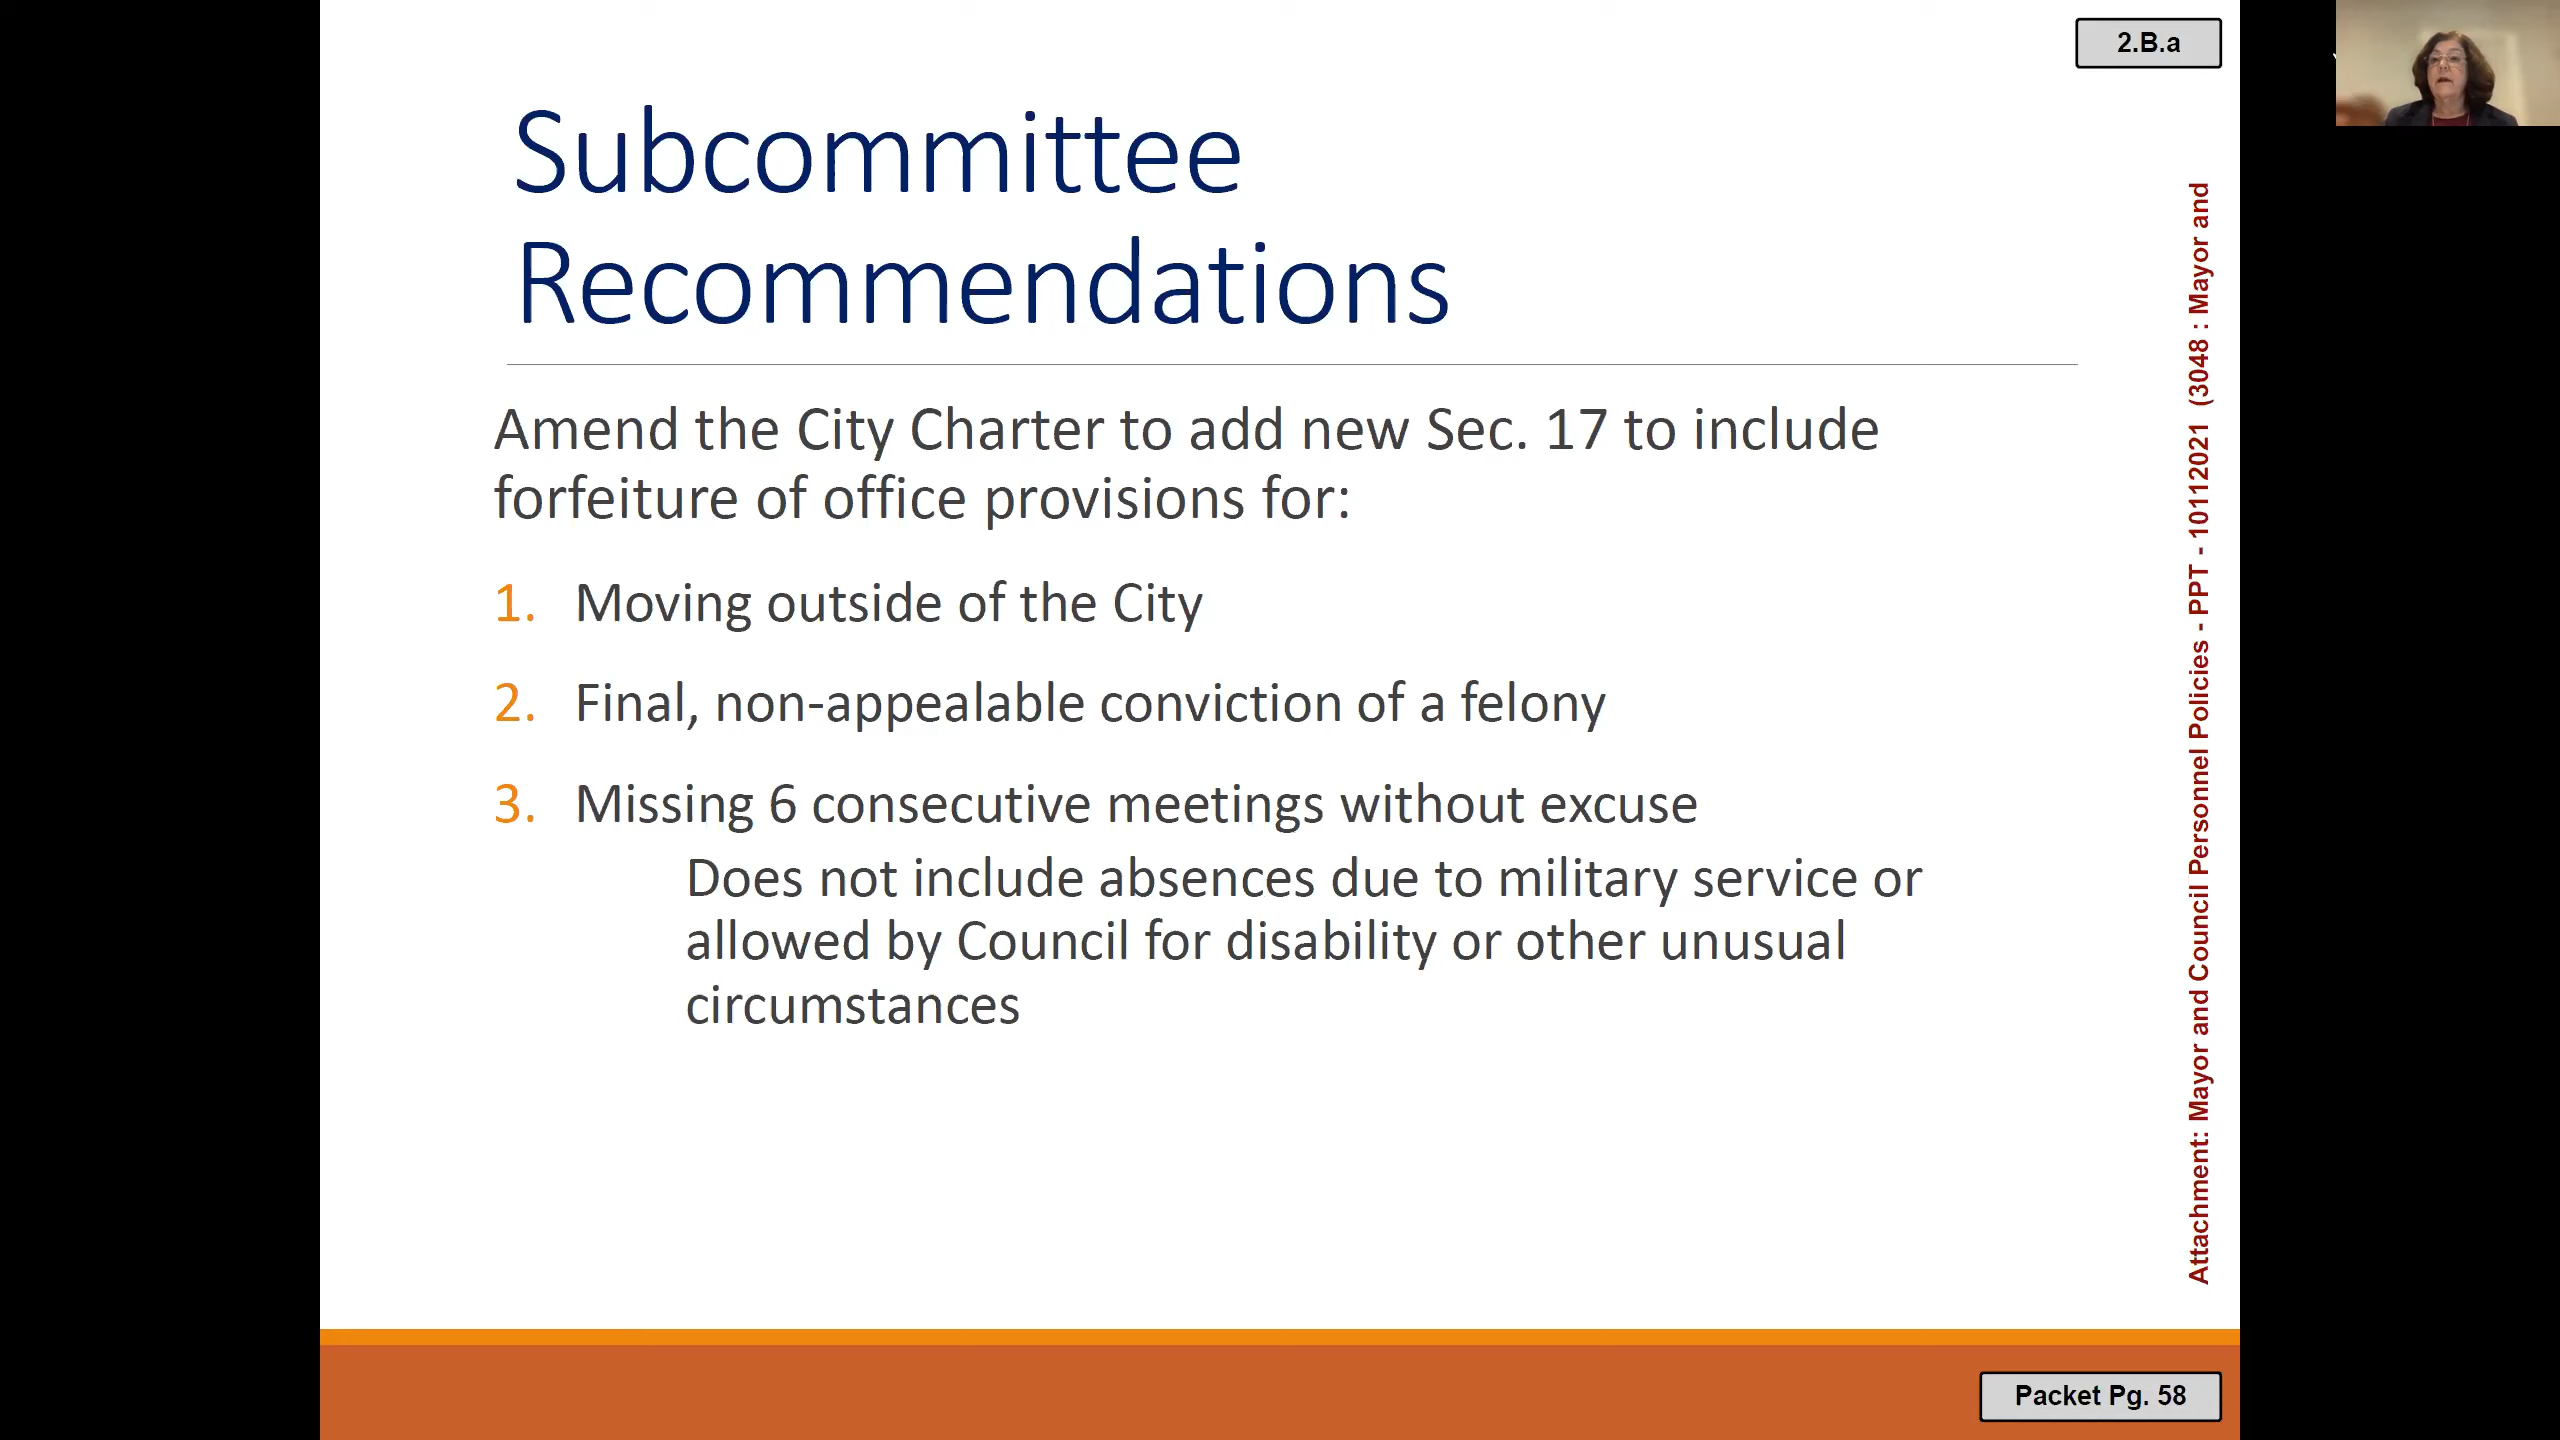 2.B.a
Subcommittee
Recommendations
Amend the City Charter to add new Sec. 17 to include
forfeiture of office provisions for:
1. Moving outside of the City
2. Final, non-appealable conviction of a felony
3. Missing 6 consecutive meetings without excuse
Does not include absences due to military service or
allowed by Council for disability or other unusual
circumstances
Attachment: Mayor and Council Personnel Policies - PPT - 10112021 (3048 : Mayor and
Packet Pg. 58